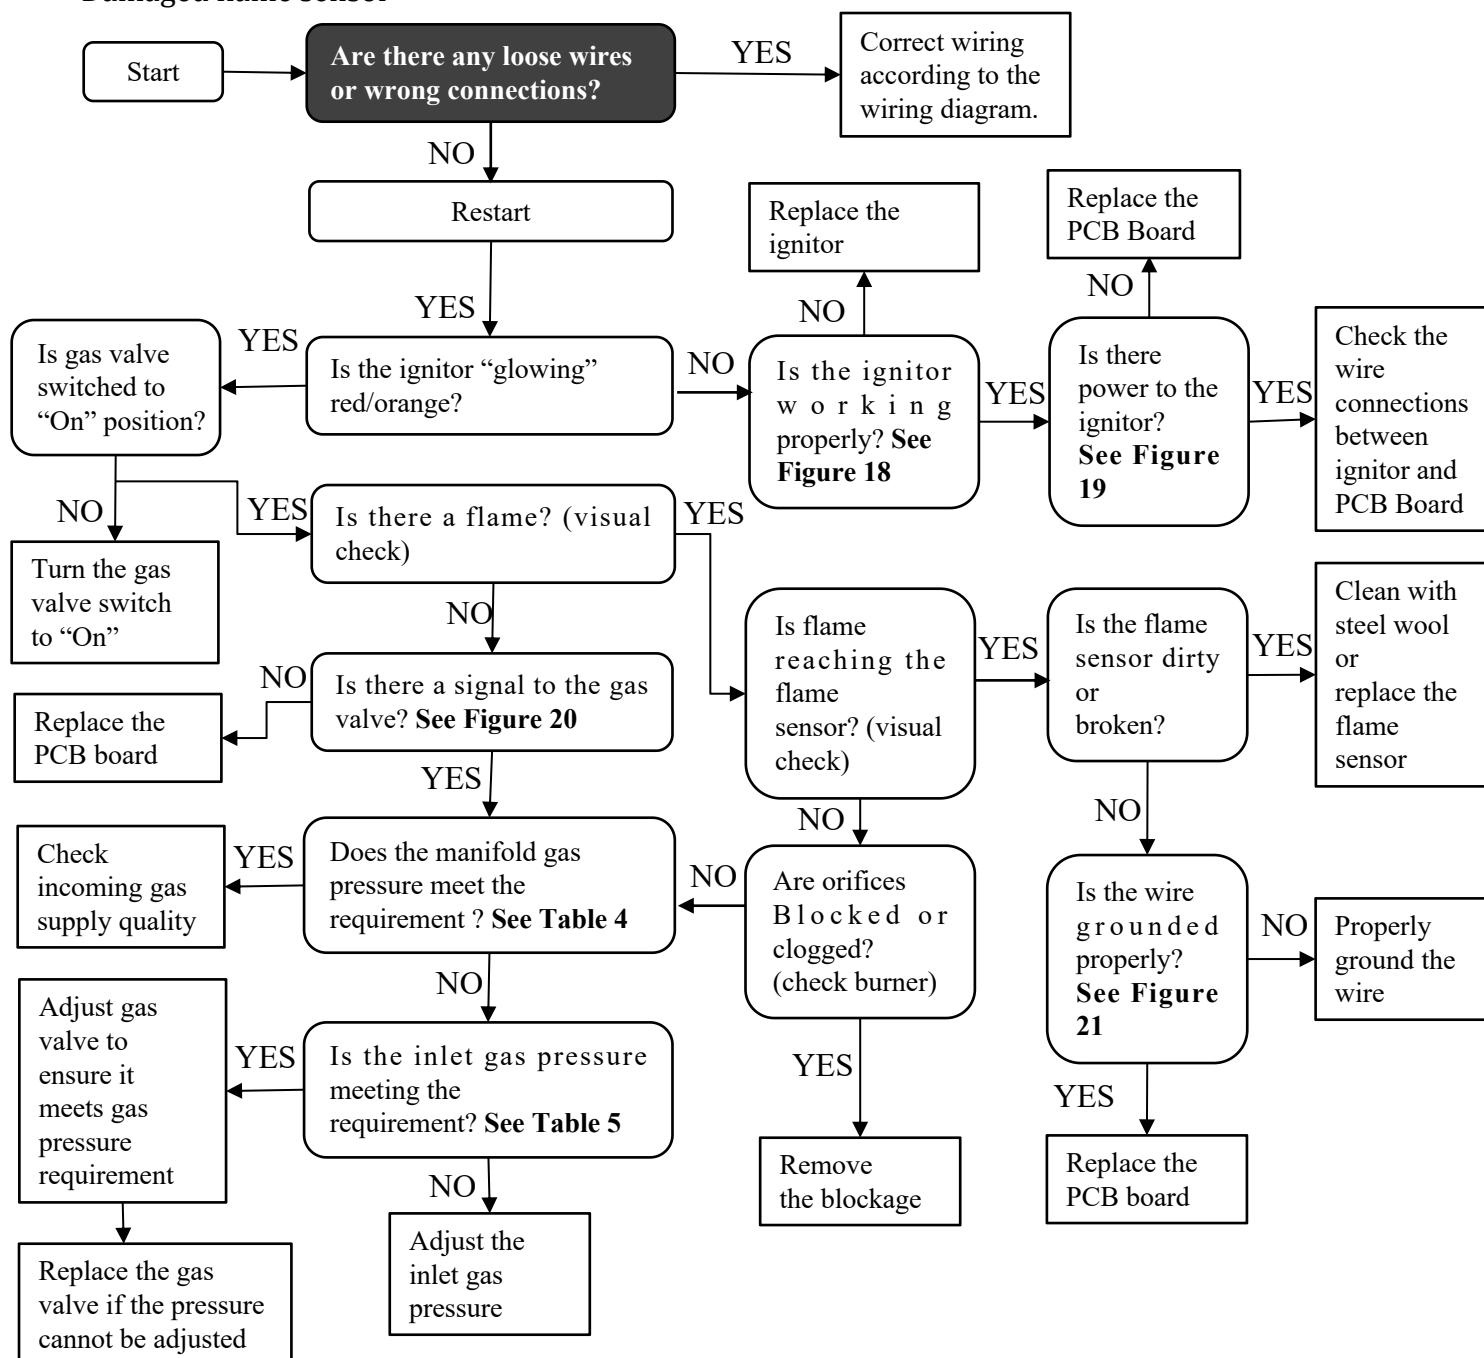 Damaged flame sensor
Start
Are there any loose wires
or wrong connections?
YES
Correct wiring
according to the
wiring diagram.
NO
Restart
Replace the
ignitor
Replace the
PCB Board
YES
NO
NO
Is gas valve
switched to
“On” position?
YES
Is the ignitor “glowing”
red/orange?
NO
Is the ignitor
working
properly? See
Figure 18
YES
Is there
power to the
ignitor?
See Figure
19
YES
Check the
wire
connections
between
ignitor and
PCB Board
NO
YES
Is there a flame? (visual
check)
YES
Turn the gas
valve switch
to “On”
NO
Is flame
reaching the
flame
sensor? (visual
check)
YES
Is the flame
sensor dirty
or
broken?
YES
Clean with
steel wool
or
replace the
flame
sensor
NO
Is there a signal to the gas
valve? See Figure 20
Replace the
PCB board
YES
NO
NO
Check
incoming gas
supply quality
YES
Does the manifold gas
pressure meet the
requirement ? See Table 4
NO
Are orifices
Blocked or
clogged?
(check burner)
Is the wire
grounded
properly?
See Figure
21
NO
Properly
ground the
wire
NO
Adjust gas
valve to
ensure it
meets gas
pressure
requirement
YES
Is the inlet gas pressure
meeting the
requirement? See Table 5
YES
YES
NO
Remove
the blockage
Replace the
PCB board
Adjust the
inlet gas
pressure
Replace the gas
valve if the pressure
cannot be adjusted